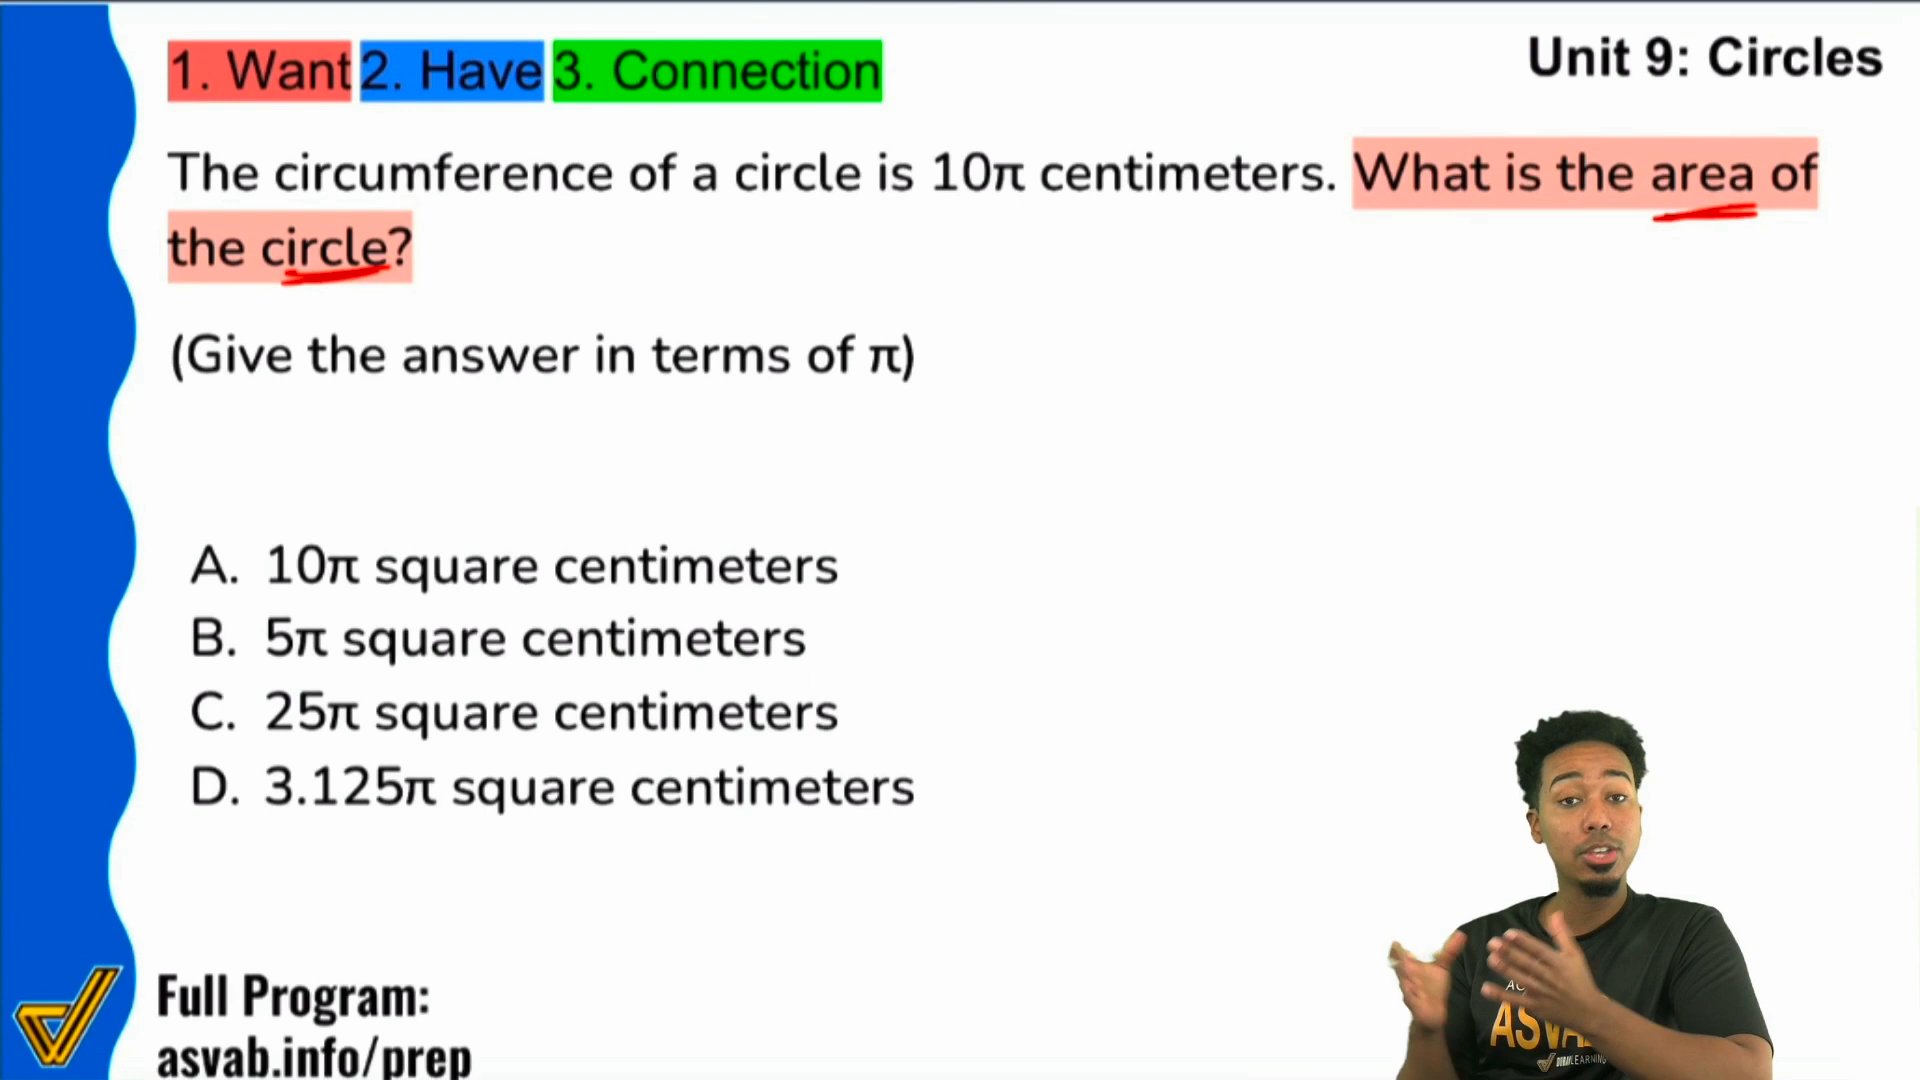 1. Want 2. Have 3. Connection
Unit 9: Circles
The circumference of a circle is 10π centimeters. What is the area of
the circle?
(Give the answer in terms of π)
A. 10π square centimeters
B. 5π square centimeters
C. 25π square centimeters
D. 3.125π square centimeters
Full Program:
asvab.info/prep